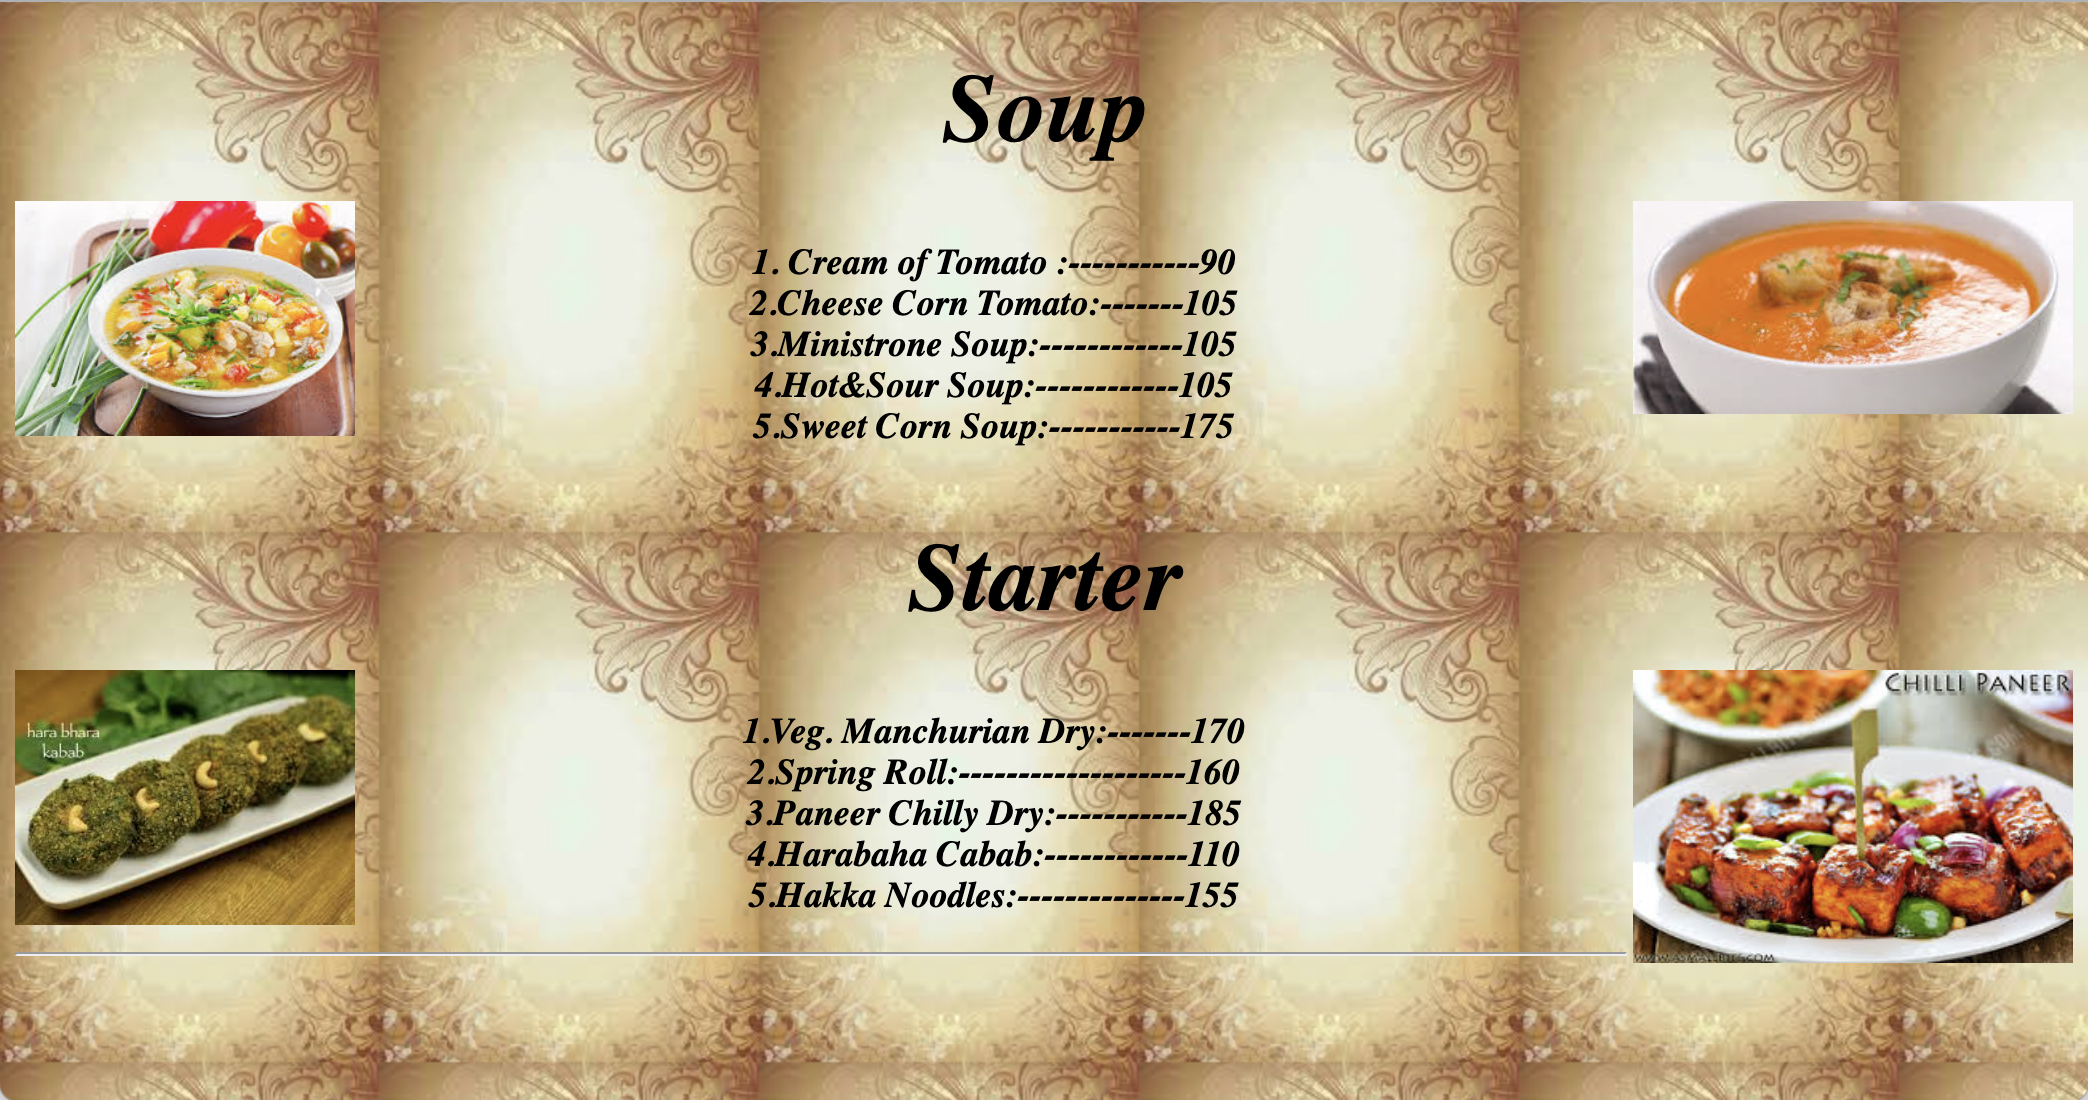 Soup
1. Cream of Tomato :-----------90
2.Cheese Corn Tomato:-------105
3.Ministrone Soup:------------105
4.Hot&Sour Soup:------------105
5.Sweet Corn Soup:-----------175
Starter
hara bhara
kabab
CHILLI PANEER
1.Veg. Manchurian Dry:-------170
2.Spring Roll:-------------------160
3.Paneer Chilly Dry:-----------185
4.Harabaha Cabab:------------110
5.Hakka Noodles:--------------155